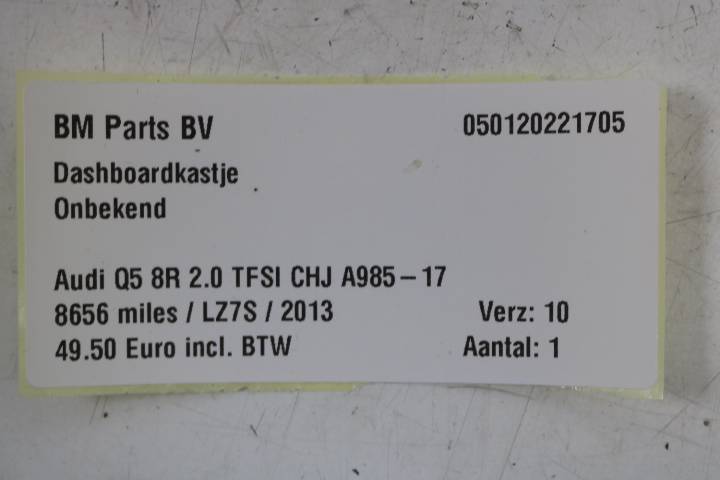 BM Parts BV 050120221705
Dashboardkastje
Onbekend
Audi Q5 8R 2.0 TFSI CHJ A985-17
8656 miles / LZ7S / 2013 Verz: 10
49.50 Euro incl. BTW Aantal: 1